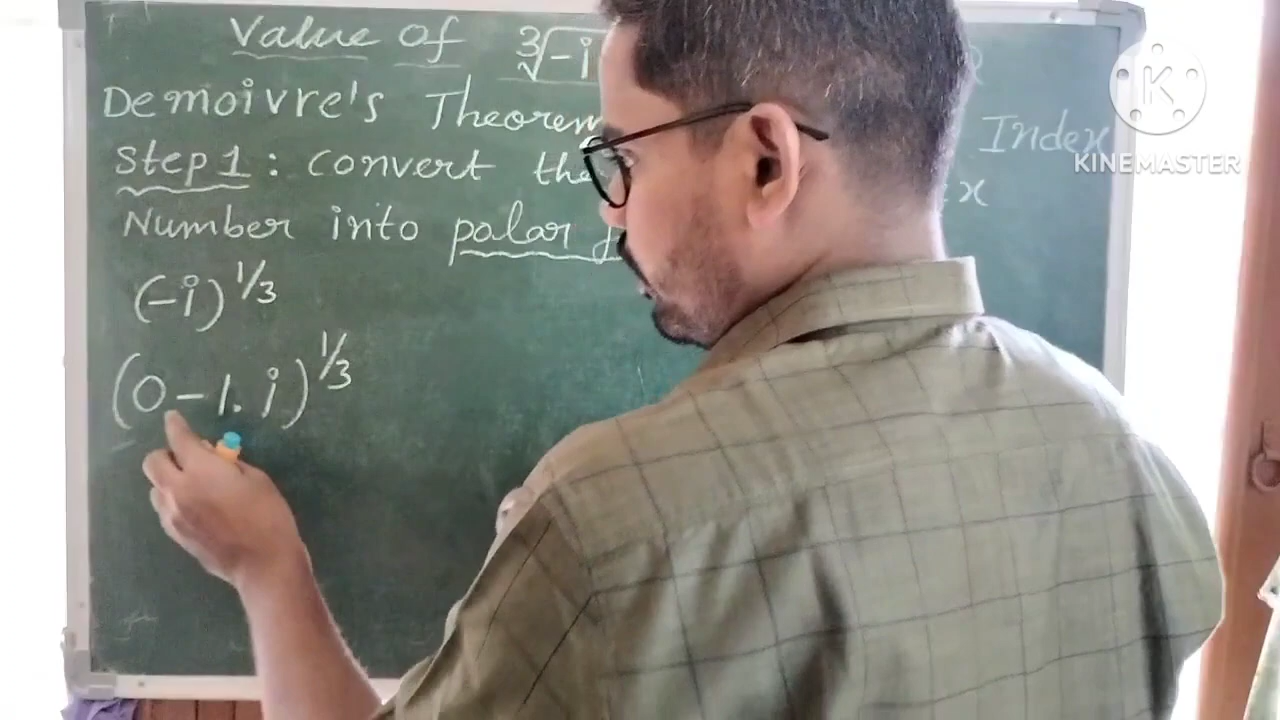 Value of ∛-i
Demoivre's Theorem
Index
Step 1: convert the
Number into polar
(-i)^1/3
(0-1.i)^1/3
K
KINEMASTER